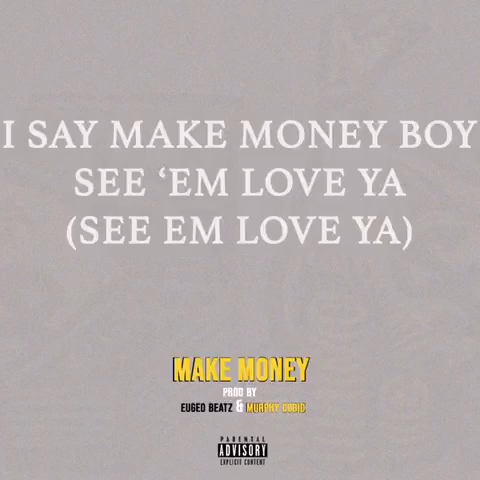 I SAY MAKE MONEY BOY
SEE ‘EM LOVE YA
(SEE EM LOVE YA)
MAKE MONEY
PROD BY
EUGEO BEATZ & MURPHY CUBIC
PARENTAL
ADVISORY
EXPLICIT CONTENT